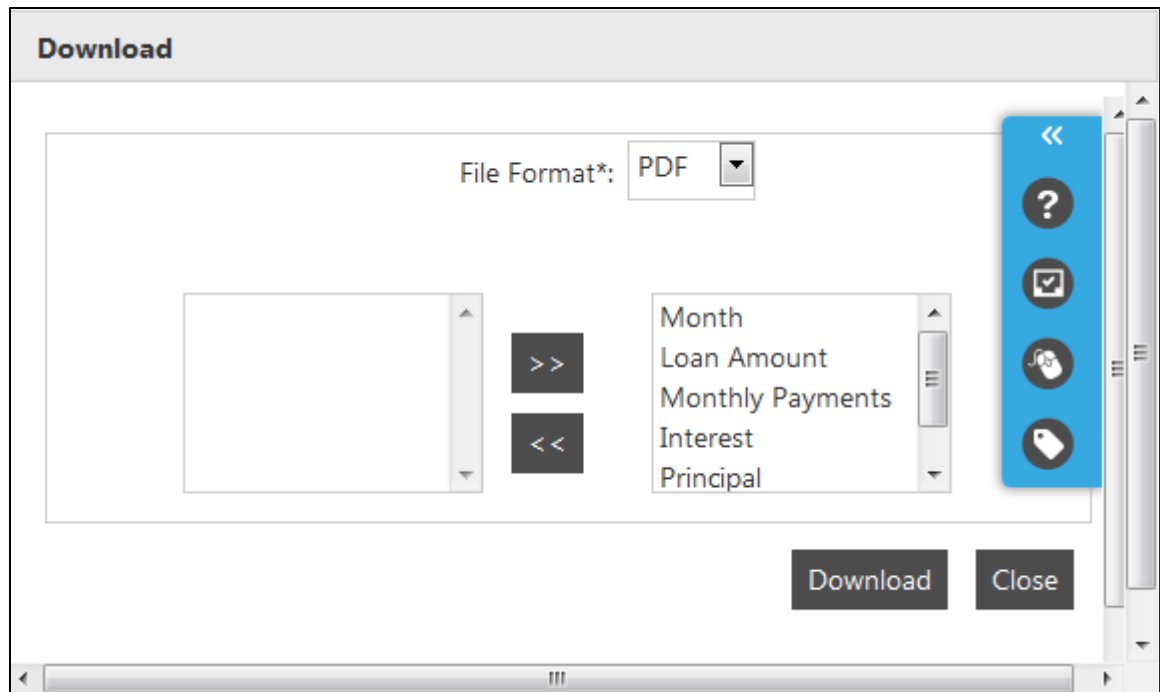 Download
File Format*: PDF
>>
<<
Month
Loan Amount
Monthly Payments
Interest
Principal
Download Close